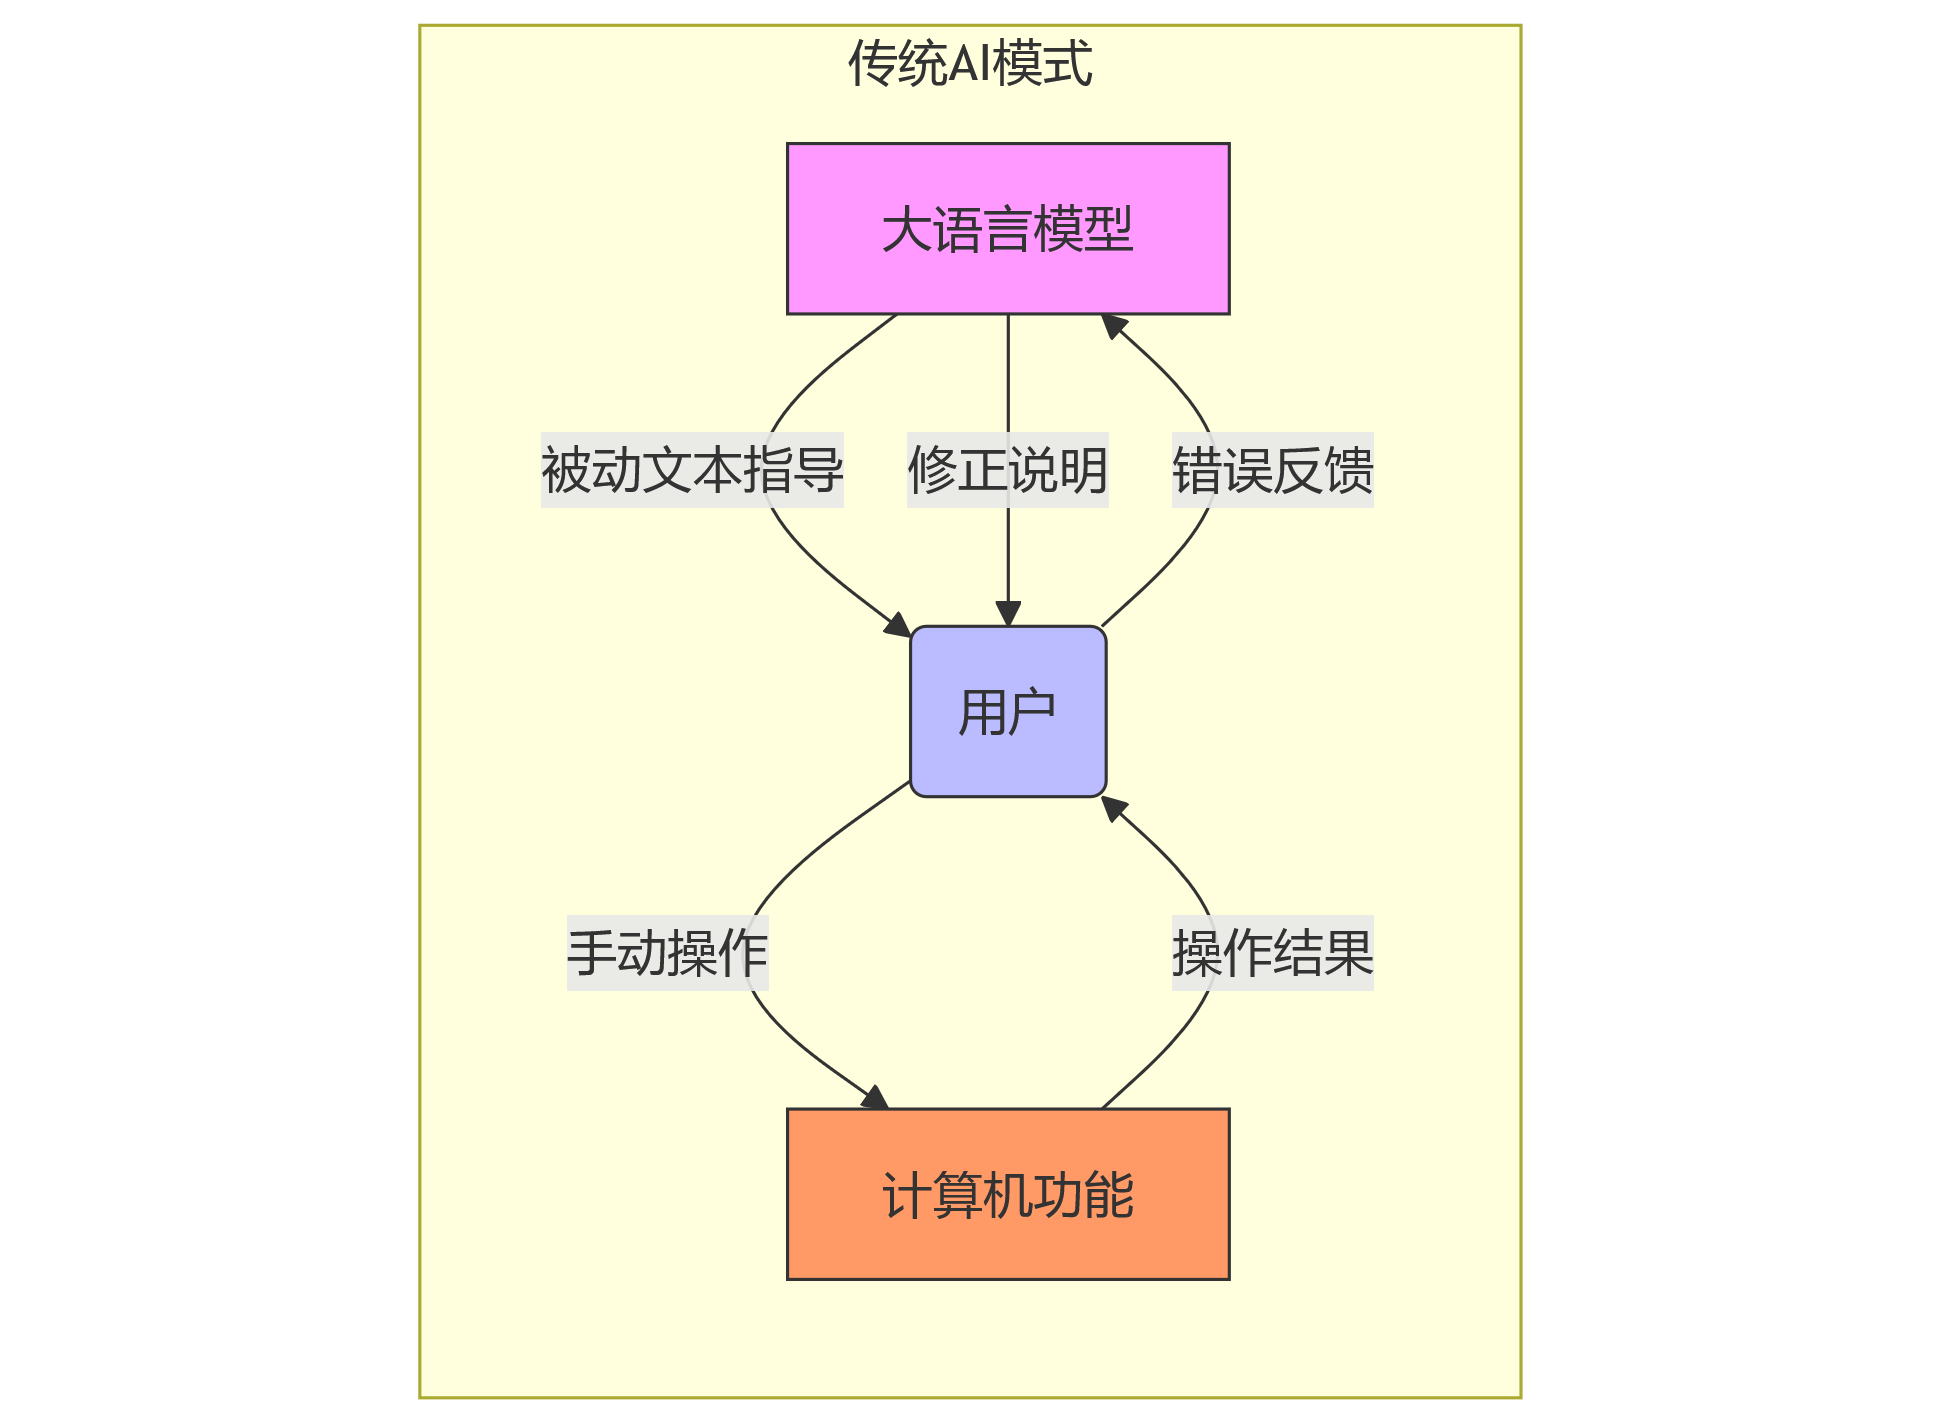 传统AI模式
大语言模型
被动文本指导
修正说明
错误反馈
用户
手动操作
操作结果
计算机功能